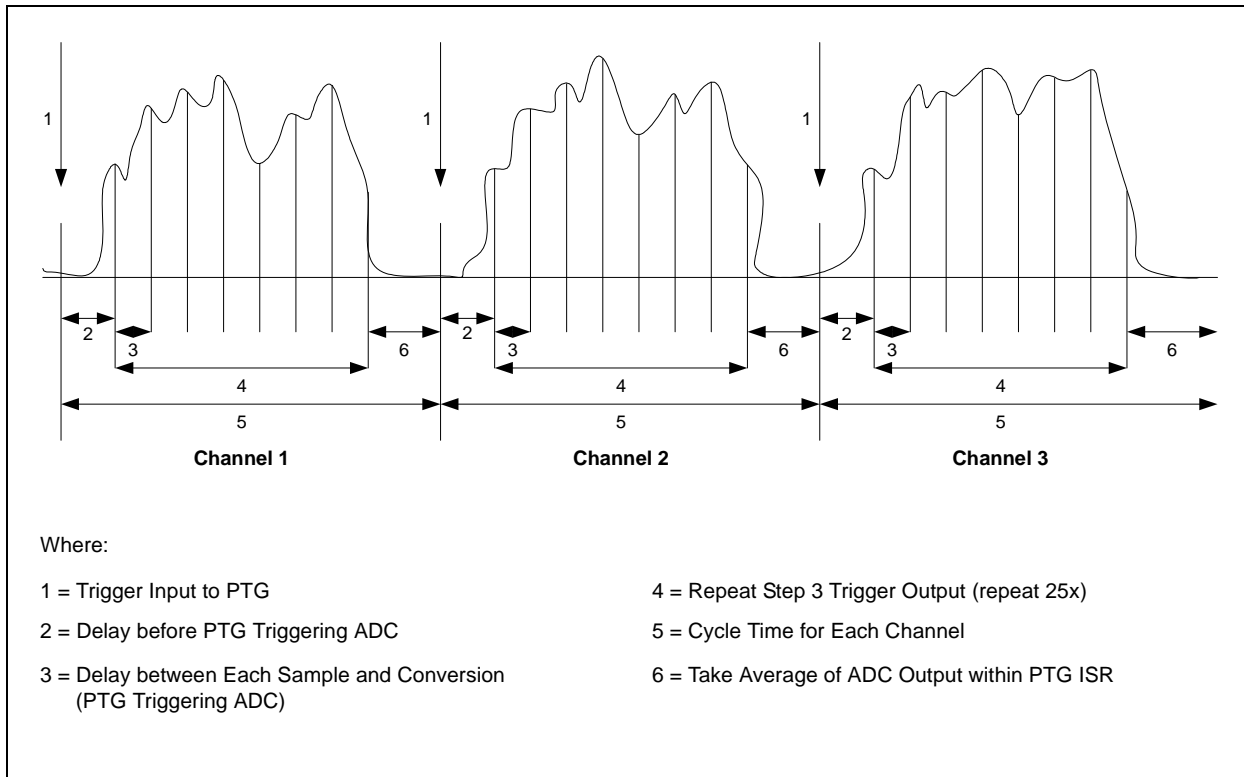 1
1
1
2
3
6
2
3
6
2
3
6
4
4
4
5
5
5
Channel 1
Channel 2
Channel 3
Where:
1 = Trigger Input to PTG
2 = Delay before PTG Triggering ADC
3 = Delay between Each Sample and Conversion
(PTG Triggering ADC)
4 = Repeat Step 3 Trigger Output (repeat 25x)
5 = Cycle Time for Each Channel
6 = Take Average of ADC Output within PTG ISR